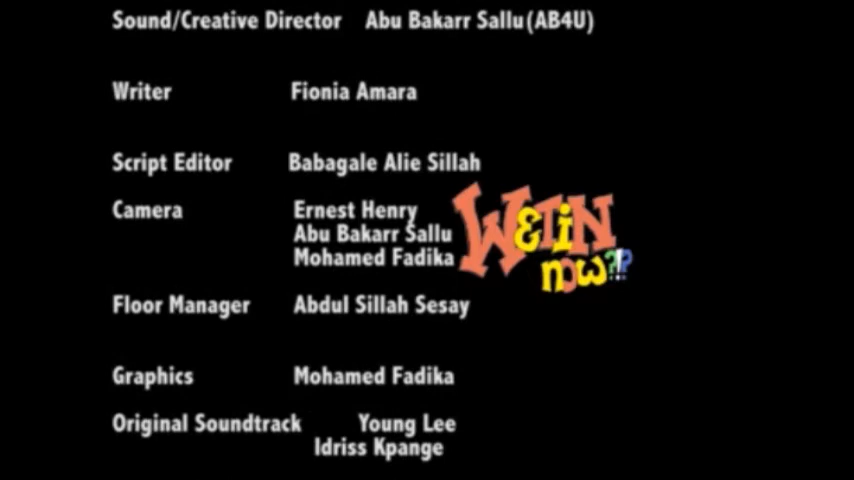 Sound/Creative Director Abu Bakarr Sallu (AB4U)
Writer Fionia Amara
Script Editor Babagale Alie Sillah
Camera Ernest Henry
Abu Bakarr Sallu
Mohamed Fadika
WETiN
now?!?
Floor Manager Abdul Sillah Sesay
Graphics Mohamed Fadika
Original Soundtrack Young Lee
Idriss Kpange